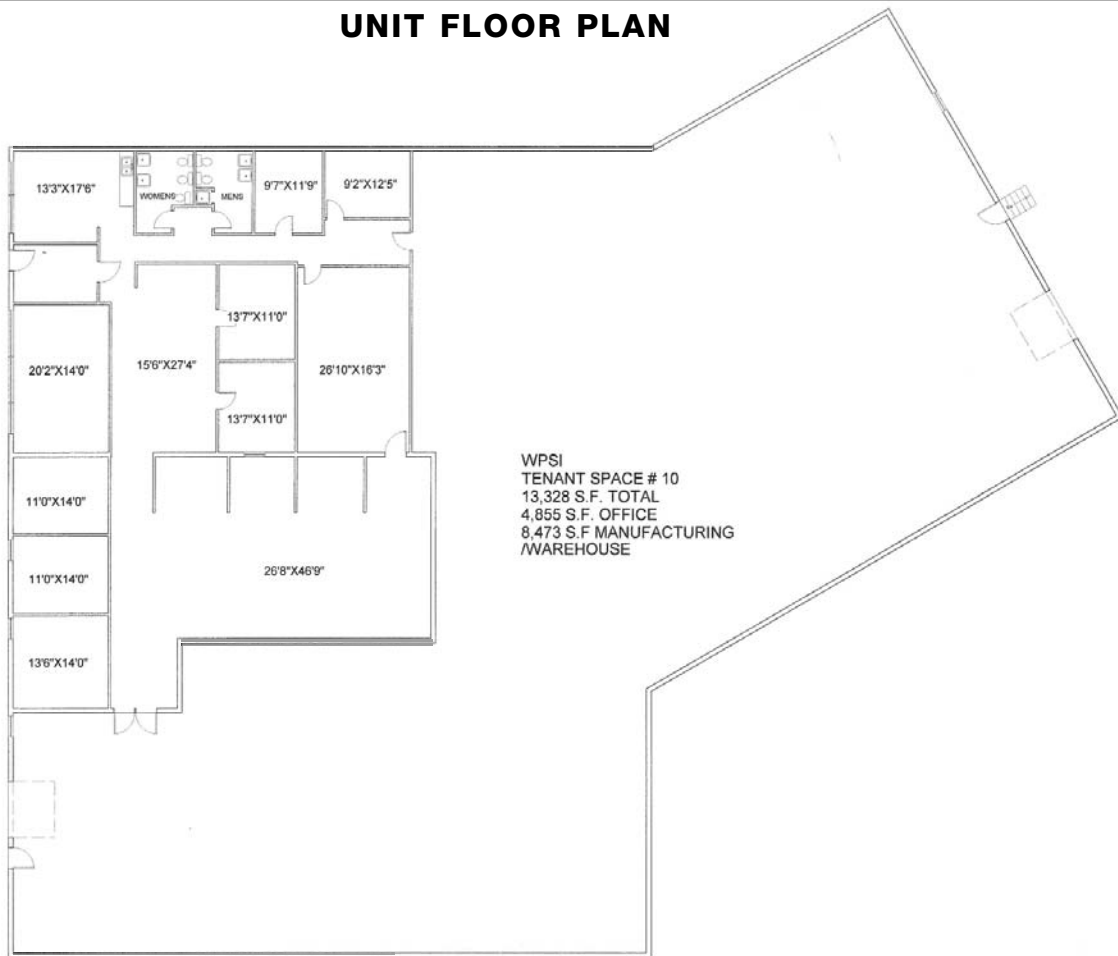 UNIT FLOOR PLAN
13'3"X17'6"
WOMENS
MENS
9'7"X11'9"
9'2"X12'5"
20'2"X14'0"
15'6"X27'4"
13'7"X11'0"
26'10"X16'3"
13'7"X11'0"
11'0"X14'0"
11'0"X14'0"
26'8"X46'9"
13'6"X14'0"
WPSI
TENANT SPACE # 10
13,328 S.F. TOTAL
4,855 S.F. OFFICE
8,473 S.F MANUFACTURING
/WAREHOUSE